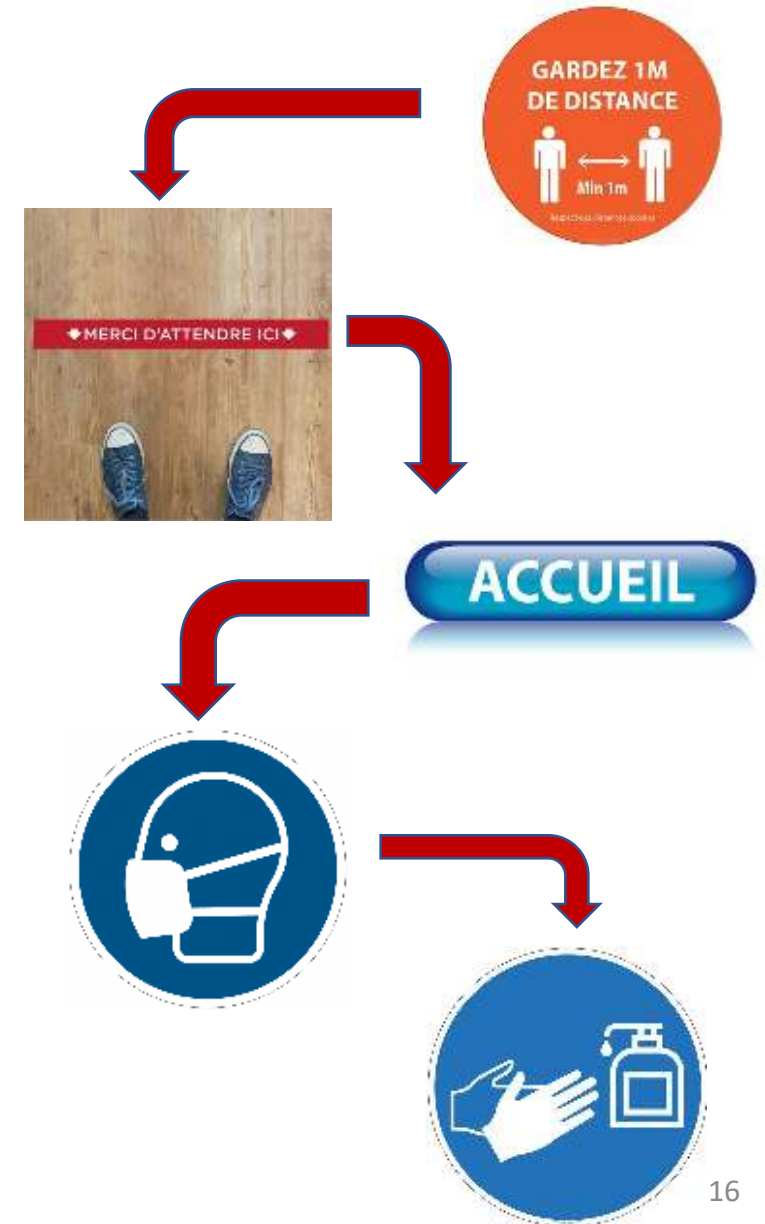 GARDEZ 1M
DE DISTANCE
Min 1m
MERCI D'ATTENDRE ICI
ACCUEIL
16